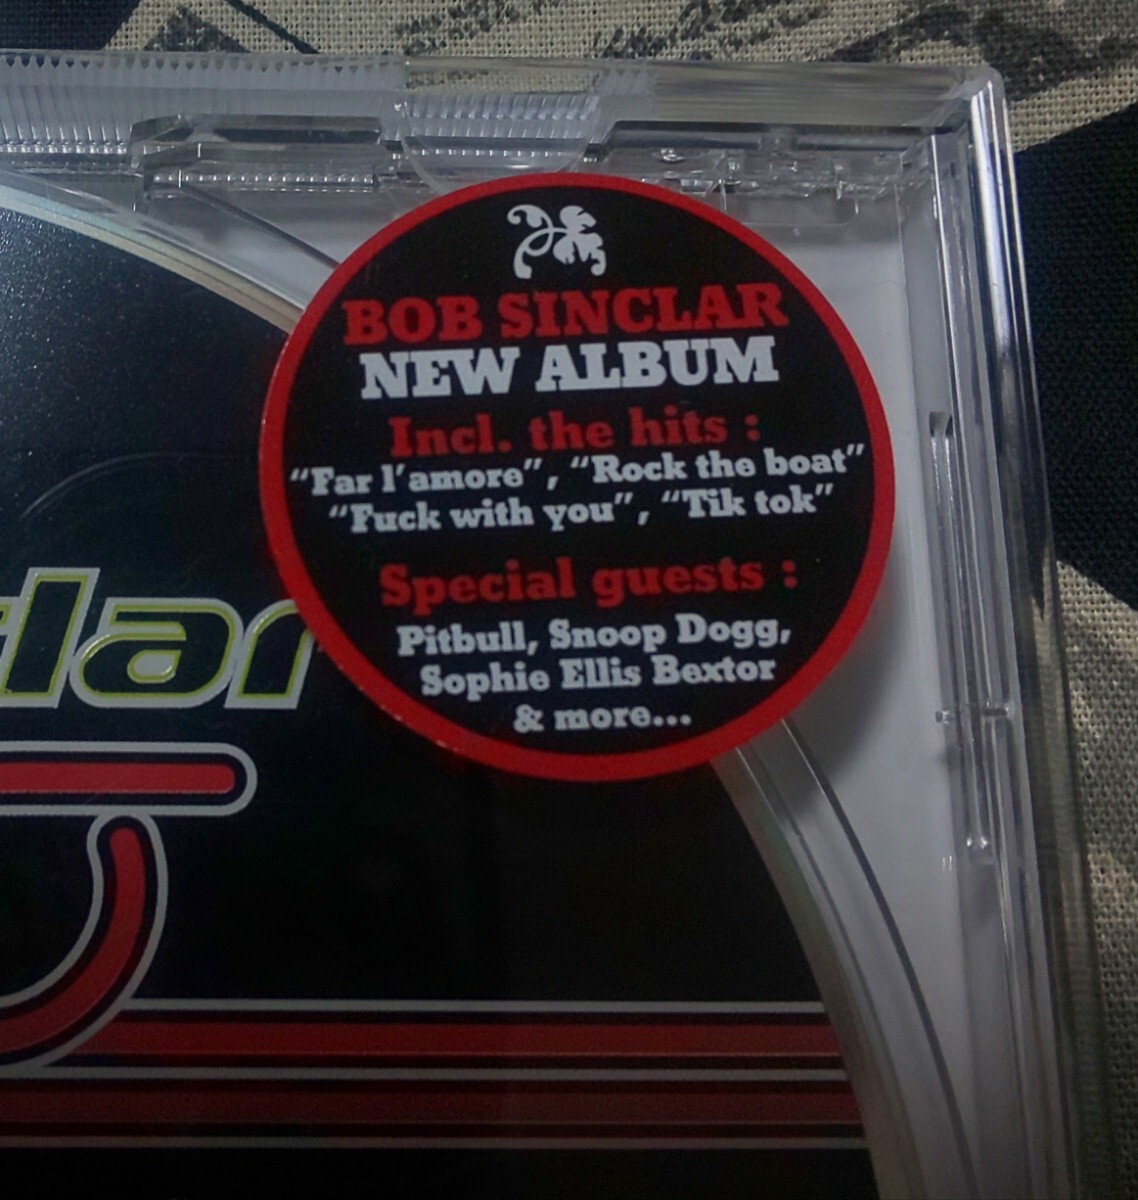 BOB SINCLAR
NEW ALBUM
Incl. the hits :
“Far l’amore”, “Rock the boat”
“Fuck with you”, “Tik tok”
Special guests :
Pitbull, Snoop Dogg,
Sophie Ellis Bextor
& more...
clar